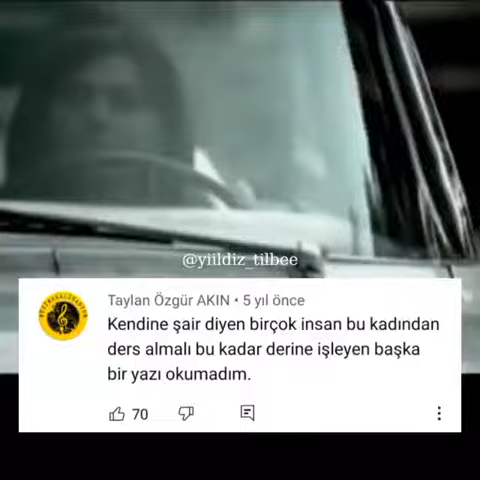 @yiildiz_tilbee
Taylan Özgür AKIN • 5 yıl önce
Kendine şair diyen birçok insan bu kadından
ders almalı bu kadar derine işleyen başka
bir yazı okumadım.
70